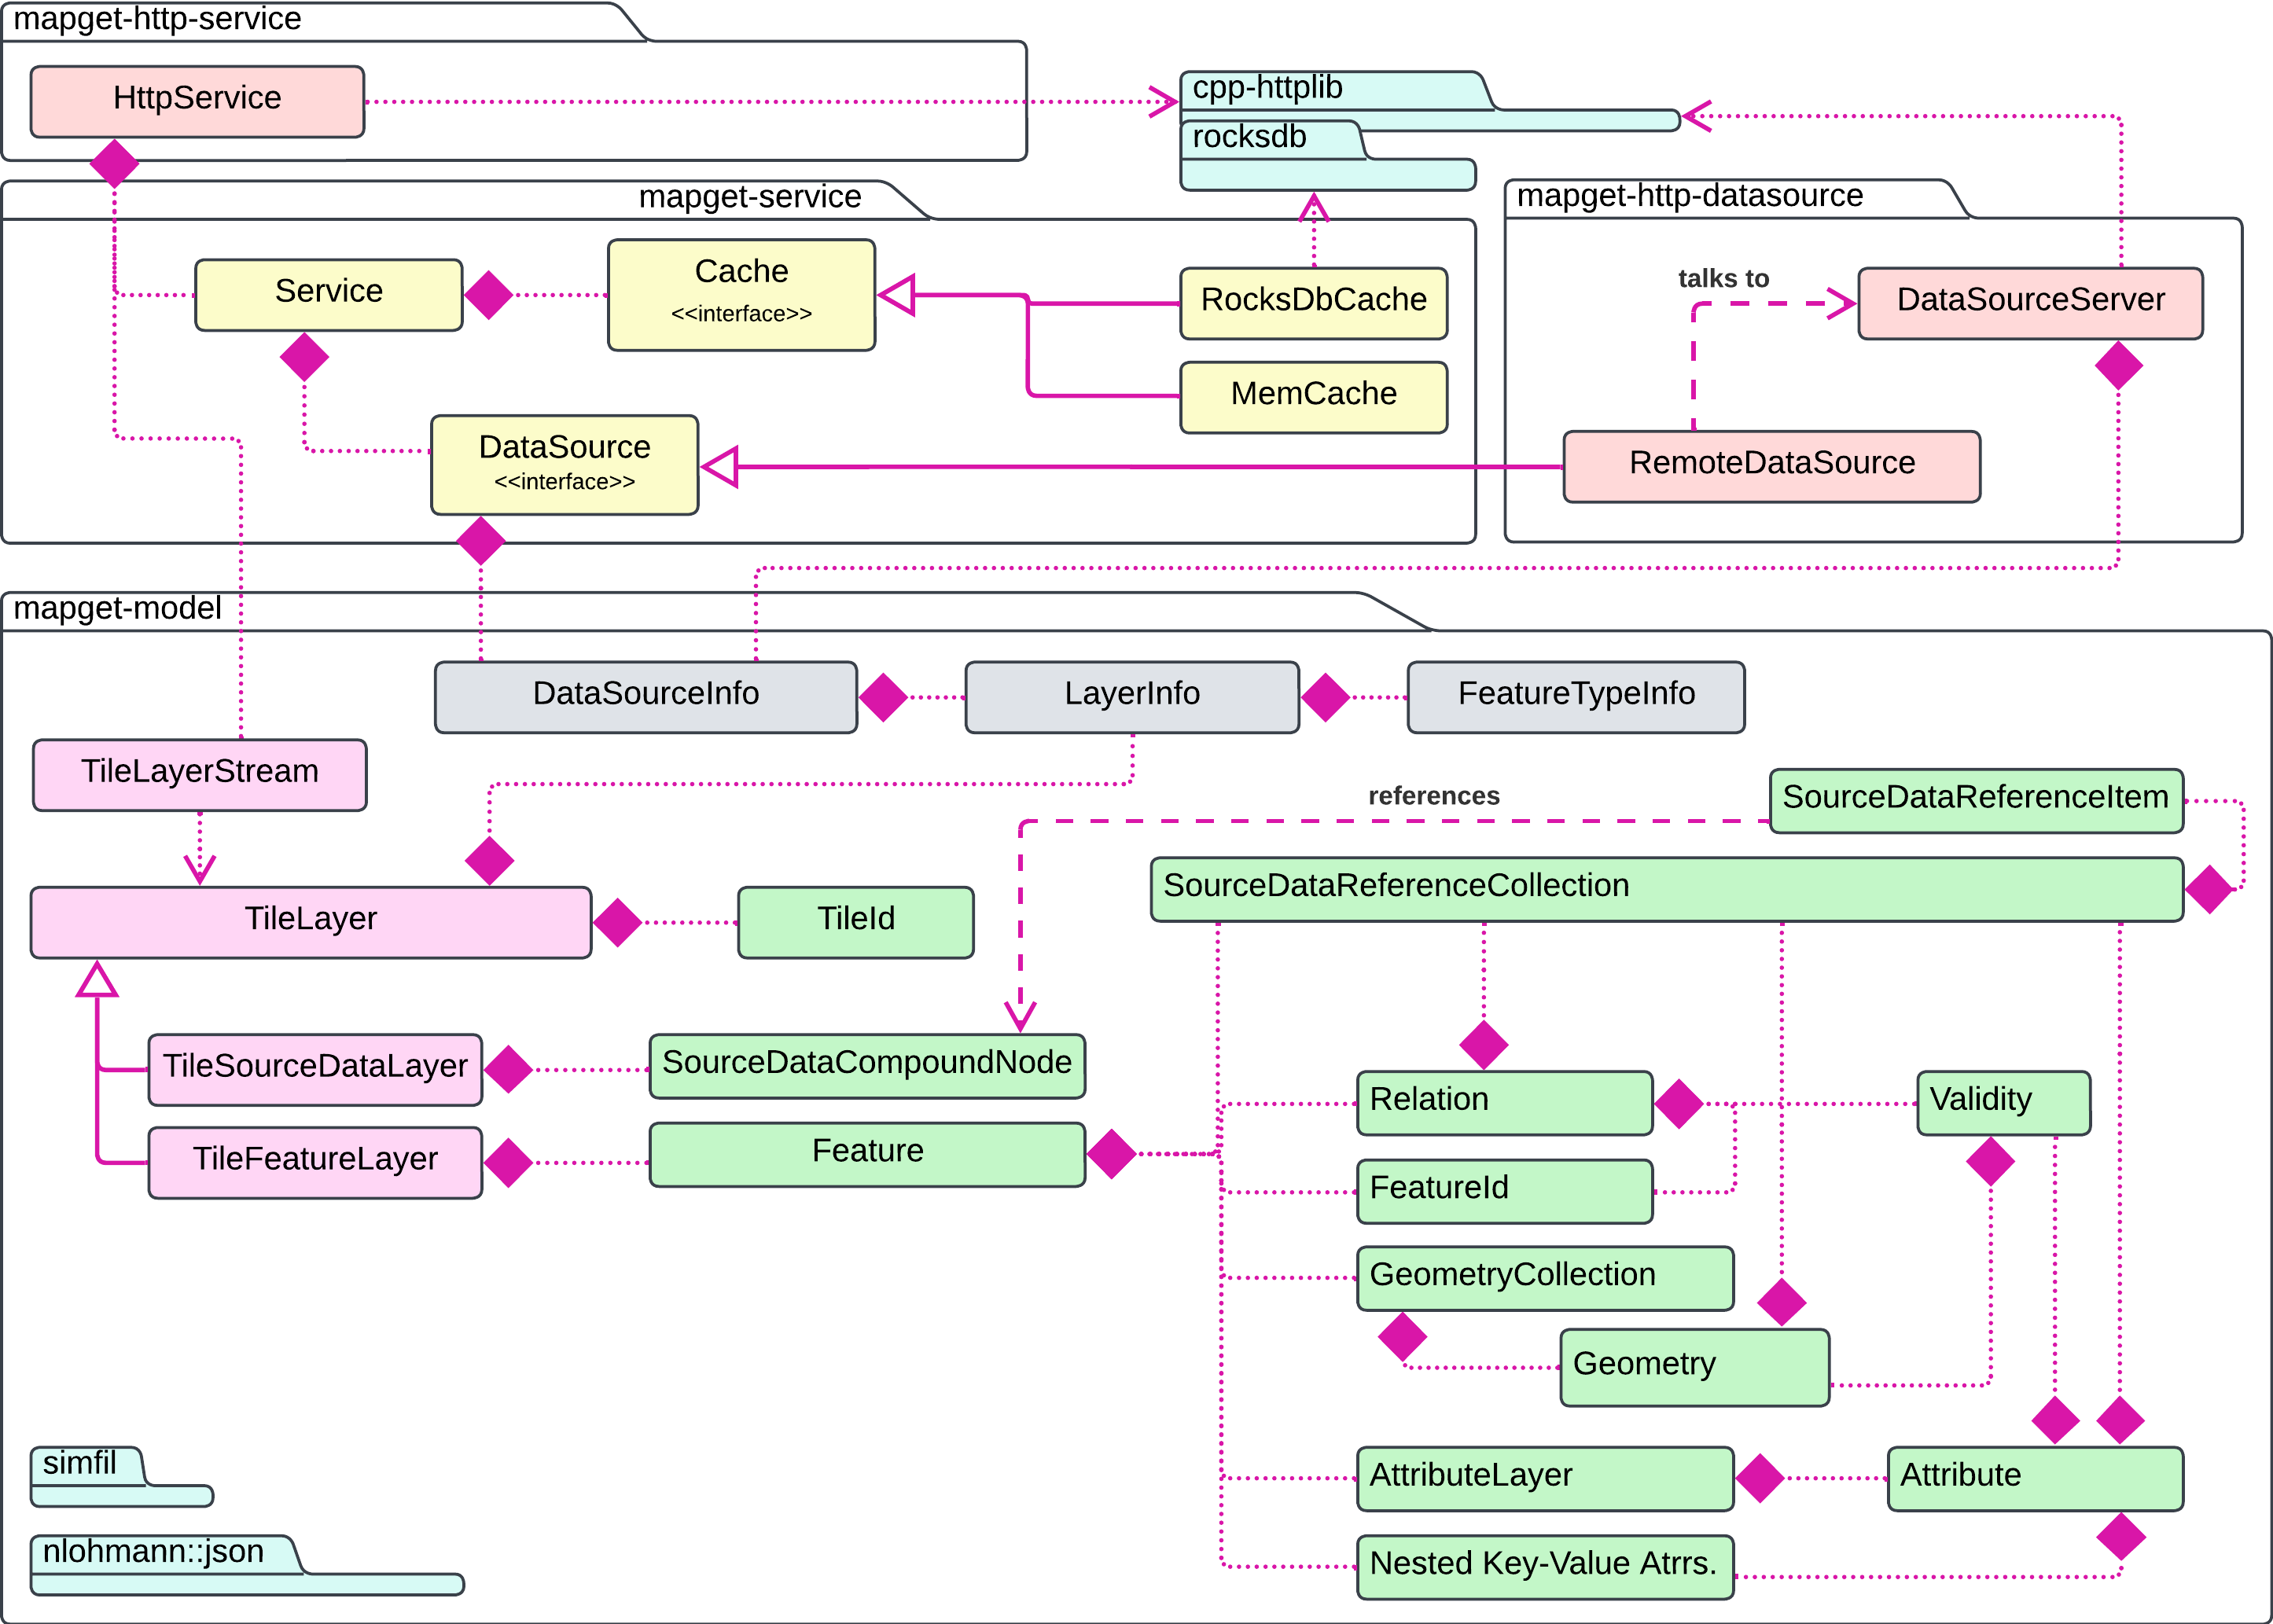 mapget-http-service
HttpService
cpp-httplib
rocksdb
mapget-service
mapget-http-datasource
Service
Cache
<<interface>>
RocksDbCache
talks to
DataSourceServer
MemCache
DataSource
<<interface>>
RemoteDataSource
mapget-model
DataSourceInfo
LayerInfo
FeatureTypeInfo
TileLayerStream
references
SourceDataReferenceItem
SourceDataReferenceCollection
TileLayer
TileId
TileSourceDataLayer
SourceDataCompoundNode
Relation
Validity
TileFeatureLayer
Feature
FeatureId
GeometryCollection
Geometry
simfil
AttributeLayer
Attribute
nlohmann::json
Nested Key-Value Atrrs.